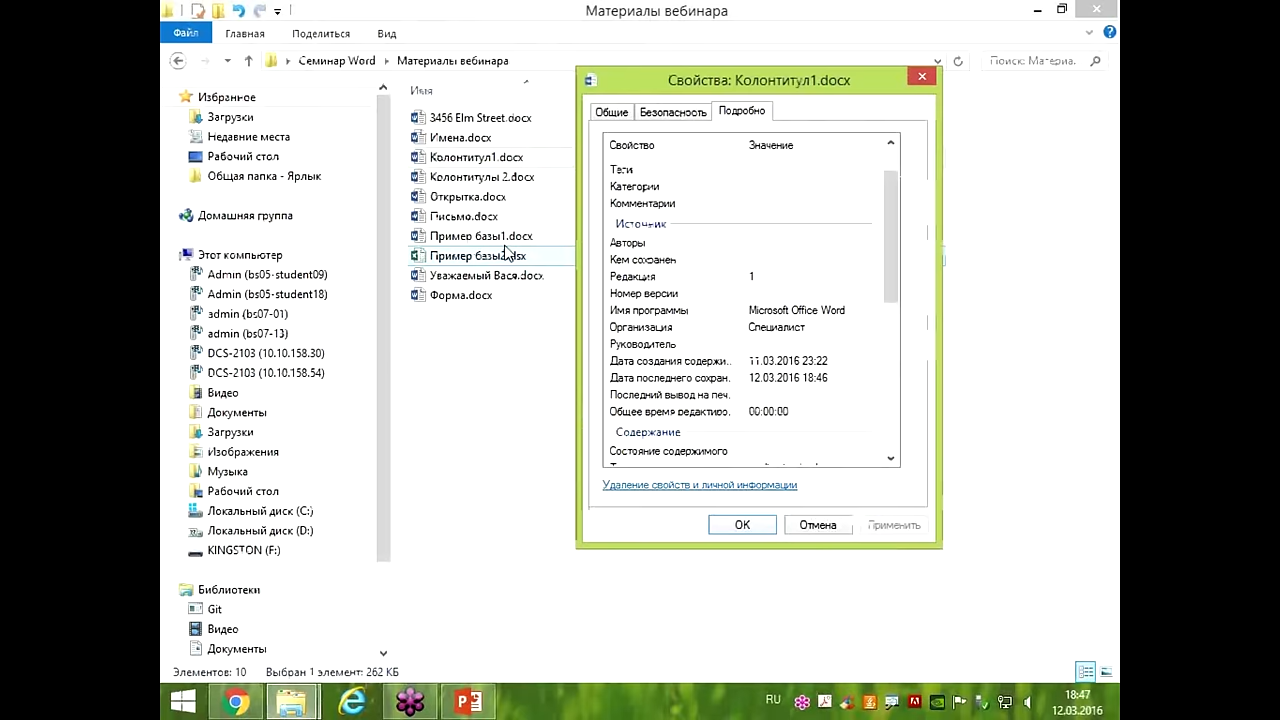 Материалы вебинара
Файл
Главная
Поделиться
Вид
Семинар Word
Материалы вебинара
Поиск: Материа.
Избранное
Загрузки
Недавние места
Рабочий стол
Общая папка - Ярлык
Домашняя группа
Этот компьютер
Admin (bs05-student09)
Admin (bs05-student18)
admin (bs07-01)
admin (bs07-13)
DCS-2103 (10.10.158.30)
DCS-2103 (10.10.158.54)
Видео
Документы
Загрузки
Изображения
Музыка
Рабочий стол
Локальный диск (C:)
Локальный диск (D:)
KINGSTON (F:)
Библиотеки
Git
Видео
Документы
Имя
3456 Elm Street.docx
Имена.docx
Колонтитул1.docx
Колонтитулы 2.docx
Открытка.docx
Письмо.docx
Пример базы1.docx
Пример
Уважаемый Вася.docx
Форма.docx
Свойства: Колонтитул1.docx
Общие
Безопасность
Подробно
Свойство
Значение
Теги
Категории
Комментарии
Источник
Авторы
Кем сохранен
Редакция 1
Номер версии
Имя программы Microsoft Office Word
Организация Специалист
Руководитель
Дата создания содержи.. 11.03.2016 23:22
Дата последнего сохран. 12.03.2016 18:46
Последний вывод на печ.
Общее время редактиро. 00:00:00
Содержание
Состояние содержимого
Удаление свойств и личной информации
OK
Отмена
Применить
Элементов: 10
Выбран 1 элемент: 262 КБ
RU
18:47
12.03.2016